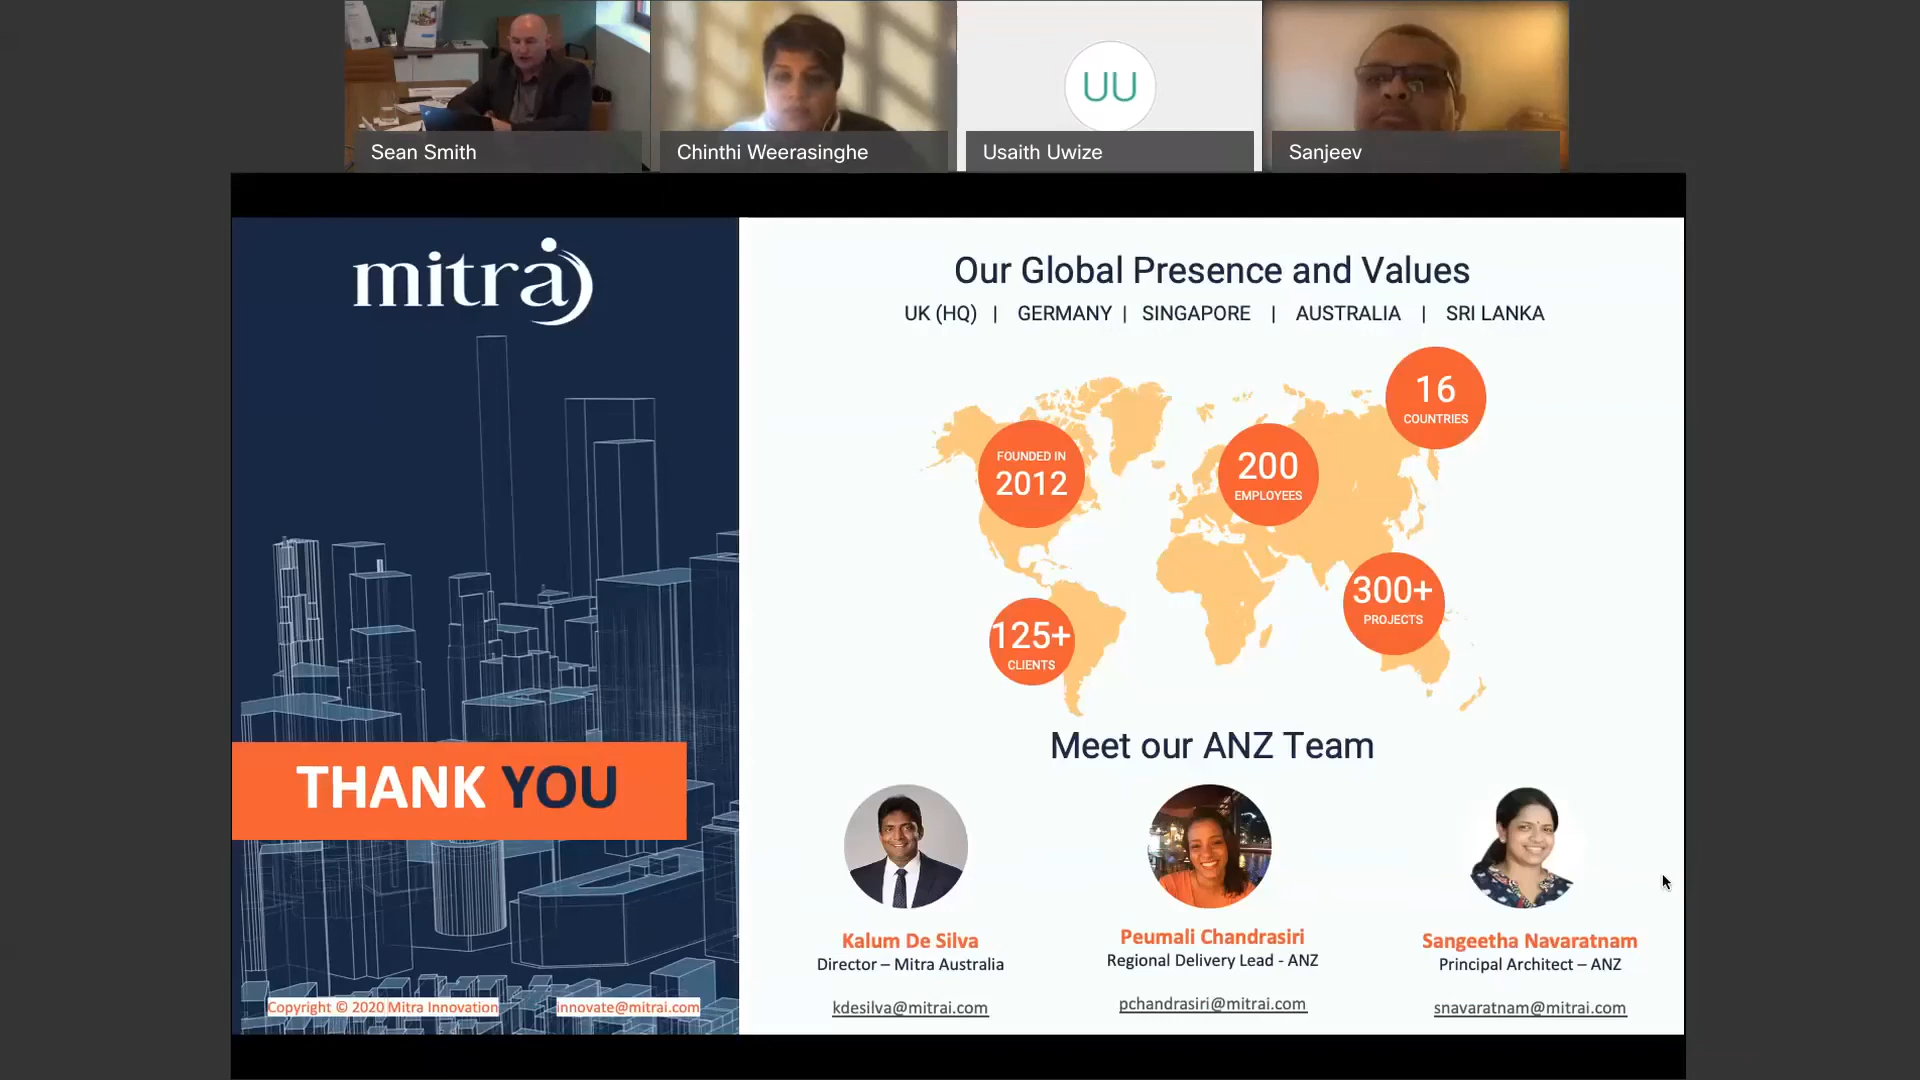 Sean Smith
Chinthi Weerasinghe
UU
Usaith Uwize
Sanjeev
mitrai
THANK YOU
Copyright © 2020 Mitra Innovation
innovate@mitrai.com
Our Global Presence and Values
UK (HQ) | GERMANY | SINGAPORE | AUSTRALIA | SRI LANKA
16
COUNTRIES
FOUNDED IN
2012
200
EMPLOYEES
300+
PROJECTS
125+
CLIENTS
Meet our ANZ Team
Kalum De Silva
Director – Mitra Australia
kdesilva@mitrai.com
Peumali Chandrasiri
Regional Delivery Lead - ANZ
pchandrasiri@mitrai.com
Sangeetha Navaratnam
Principal Architect – ANZ
snavaratnam@mitrai.com